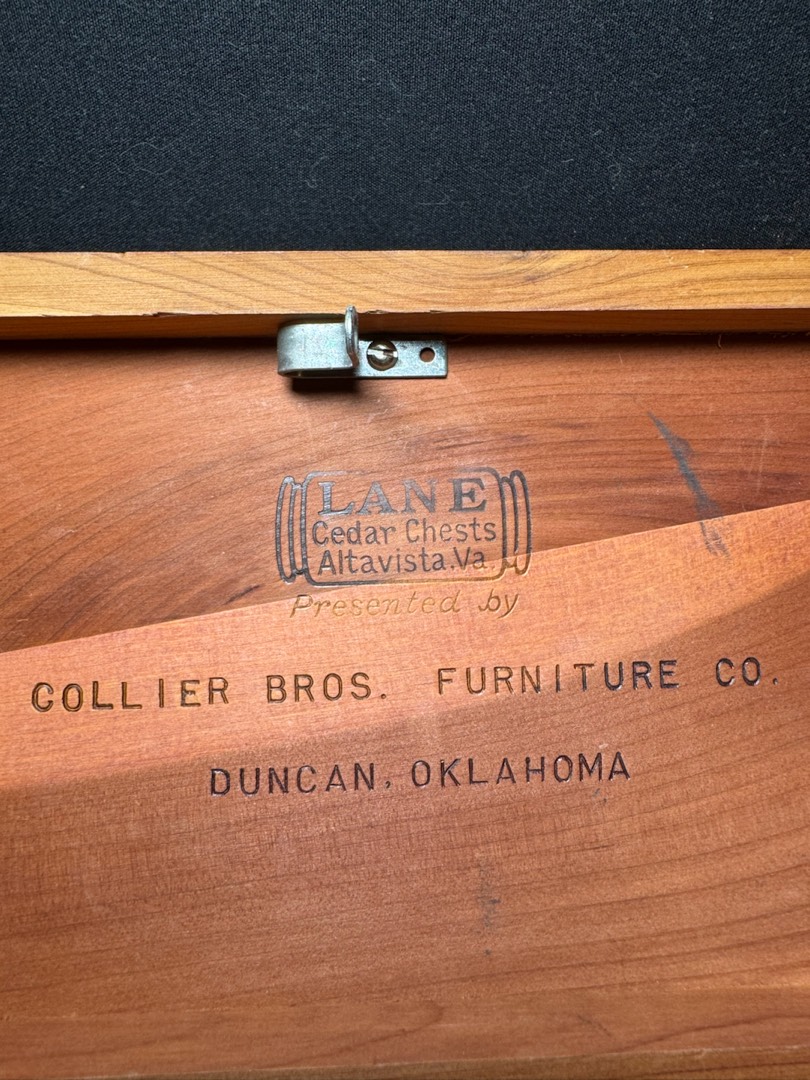 LANE
Cedar Chests
Altavista.Va.
Presented by
COLLIER BROS. FURNITURE CO.
DUNCAN, OKLAHOMA